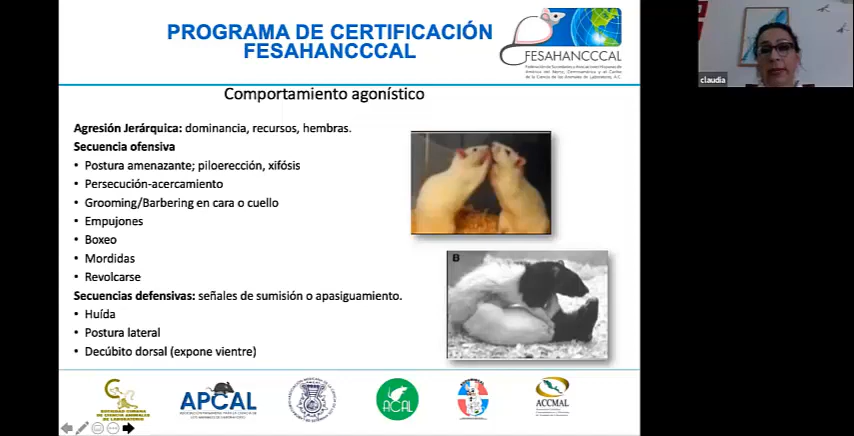 PROGRAMA DE CERTIFICACIÓN
FESAHANCCCAL
FESAHANCCCAL
Comportamiento agonístico
Agresión Jerárquica: dominancia, recursos, hembras.
Secuencia ofensiva
• Postura amenazante; piloerección, xifósis
• Persecución-acercamiento
• Grooming/Barbering en cara o cuello
• Empujones
• Boxeo
• Mordidas
• Revolcarse
Secuencias defensivas: señales de sumisión o apasiguamiento.
• Huída
• Postura lateral
• Decúbito dorsal (expone vientre)
B
APCAL
ACAL
ACCMAL
claudia